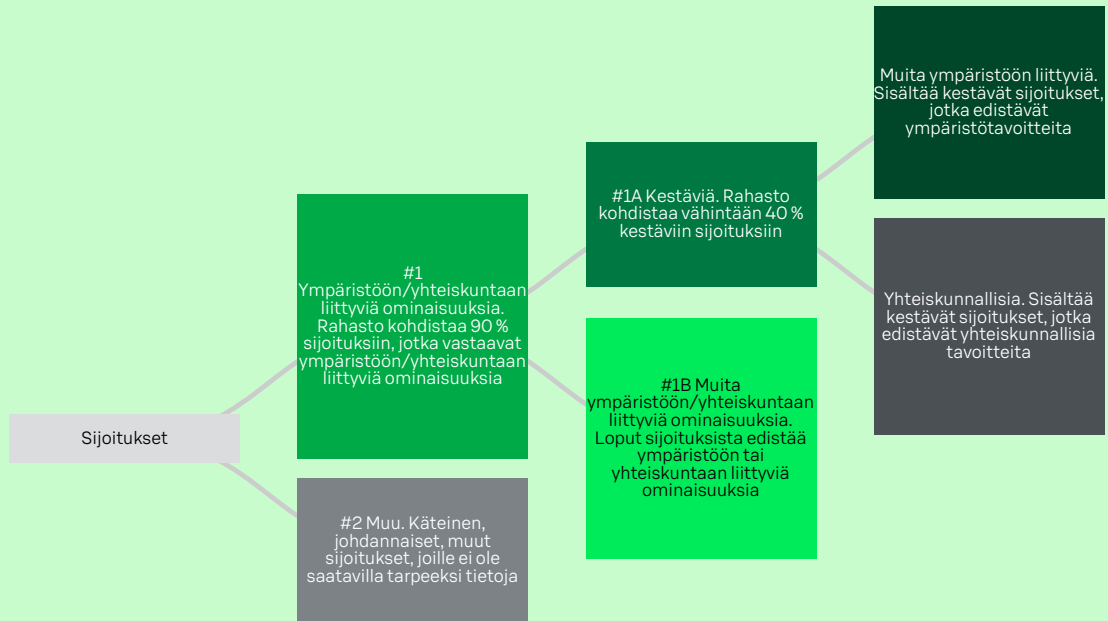 Sijoitukset
#1
Ympäristöön/yhteiskuntaan
liittyviä ominaisuuksia.
Rahasto kohdistaa 90 %
sijoituksiin, jotka vastaavat
ympäristöön/yhteiskuntaan
liittyviä ominaisuuksia
#2 Muu. Käteinen,
johdannaiset, muut
sijoitukset, joille ei ole
saatavilla tarpeeksi tietoja
#1A Kestäviä. Rahasto
kohdistaa vähintään 40 %
kestäviin sijoituksiin
#1B Muita
ympäristöön/yhteiskuntaan
liittyviä ominaisuuksia.
Loput sijoituksista edistää
ympäristöön tai
yhteiskuntaan liittyviä
ominaisuuksia
Muita ympäristöön liittyviä.
Sisältää kestävät sijoitukset,
jotka edistävät
ympäristötavoitteita
Yhteiskunnallisia. Sisältää
kestävät sijoitukset, jotka
edistävät yhteiskunnallisia
tavoitteita